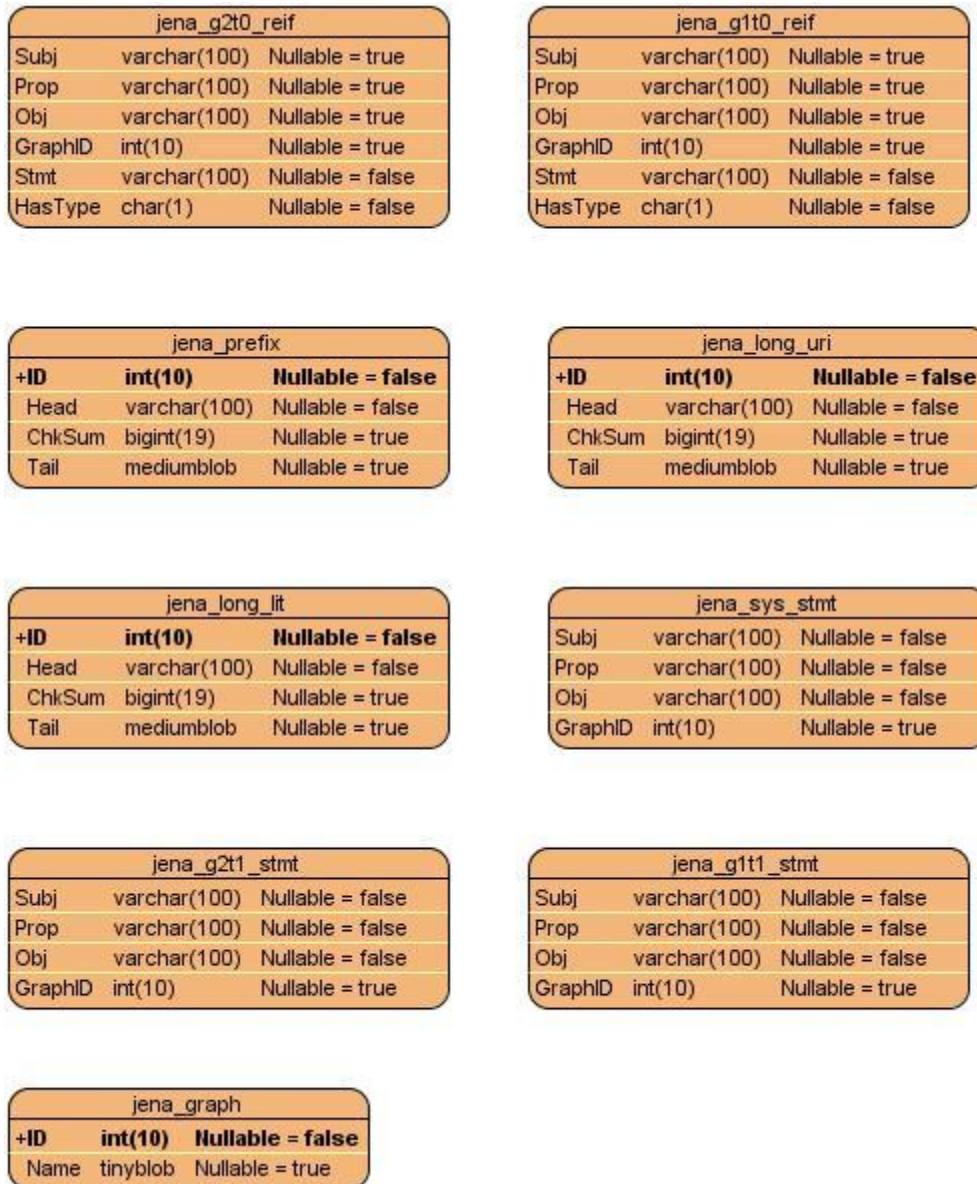 jena_g2t0_reif
Subj varchar(100) Nullable = true
Prop varchar(100) Nullable = true
Obj varchar(100) Nullable = true
GraphID int(10) Nullable = true
Stmt varchar(100) Nullable = false
HasType char(1) Nullable = false
jena_g1t0_reif
Subj varchar(100) Nullable = true
Prop varchar(100) Nullable = true
Obj varchar(100) Nullable = true
GraphID int(10) Nullable = true
Stmt varchar(100) Nullable = false
HasType char(1) Nullable = false
jena_prefix
+ID int(10) Nullable = false
Head varchar(100) Nullable = false
ChkSum bigint(19) Nullable = true
Tail mediumblob Nullable = true
jena_long_uri
+ID int(10) Nullable = false
Head varchar(100) Nullable = false
ChkSum bigint(19) Nullable = true
Tail mediumblob Nullable = true
jena_long_lit
+ID int(10) Nullable = false
Head varchar(100) Nullable = false
ChkSum bigint(19) Nullable = true
Tail mediumblob Nullable = true
jena_sys_stmt
Subj varchar(100) Nullable = false
Prop varchar(100) Nullable = false
Obj varchar(100) Nullable = false
GraphID int(10) Nullable = true
jena_g2t1_stmt
Subj varchar(100) Nullable = false
Prop varchar(100) Nullable = false
Obj varchar(100) Nullable = false
GraphID int(10) Nullable = true
jena_g1t1_stmt
Subj varchar(100) Nullable = false
Prop varchar(100) Nullable = false
Obj varchar(100) Nullable = false
GraphID int(10) Nullable = true
jena_graph
+ID int(10) Nullable = false
Name tinyblob Nullable = true